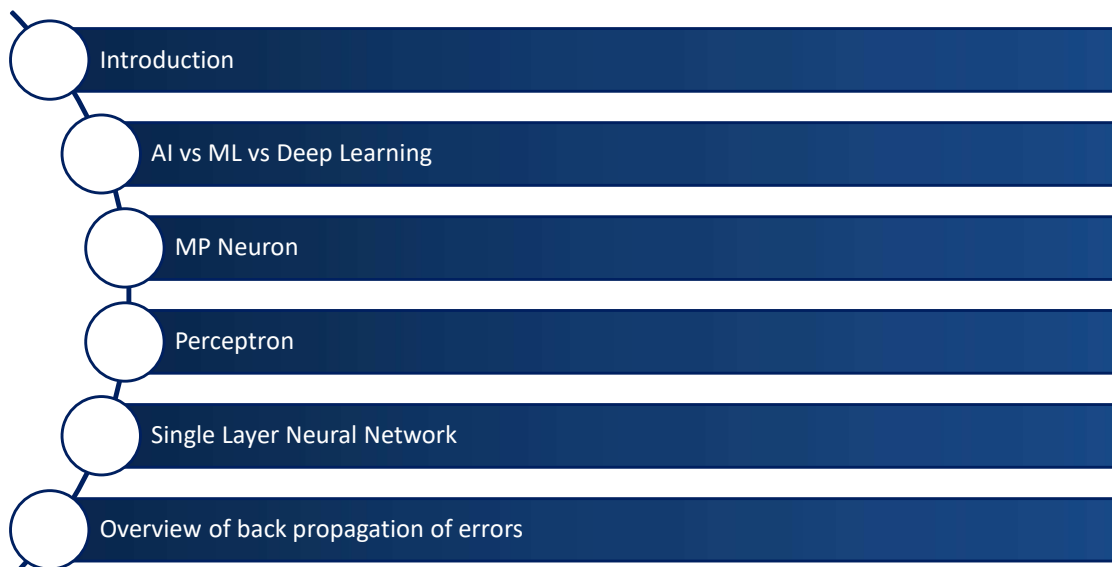 Introduction
AI vs ML vs Deep Learning
MP Neuron
Perceptron
Single Layer Neural Network
Overview of back propagation of errors